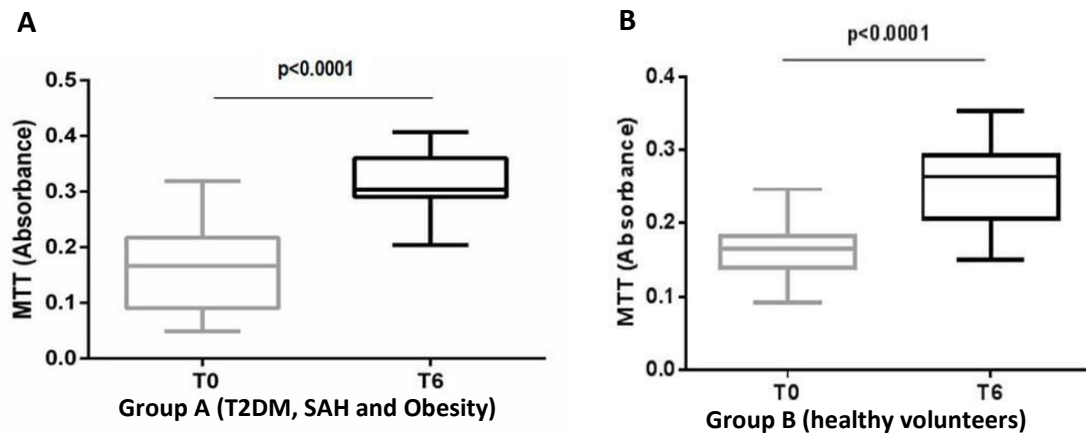 A
p<0.0001
0.5
0.4
0.3
0.2
0.1
0.0
MTT (Absorbance)
T0
T6
Group A (T2DM, SAH and Obesity)
B
p<0.0001
0.4
0.3
0.2
0.1
0.0
MTT (Absorbance)
T0
T6
Group B (healthy volunteers)